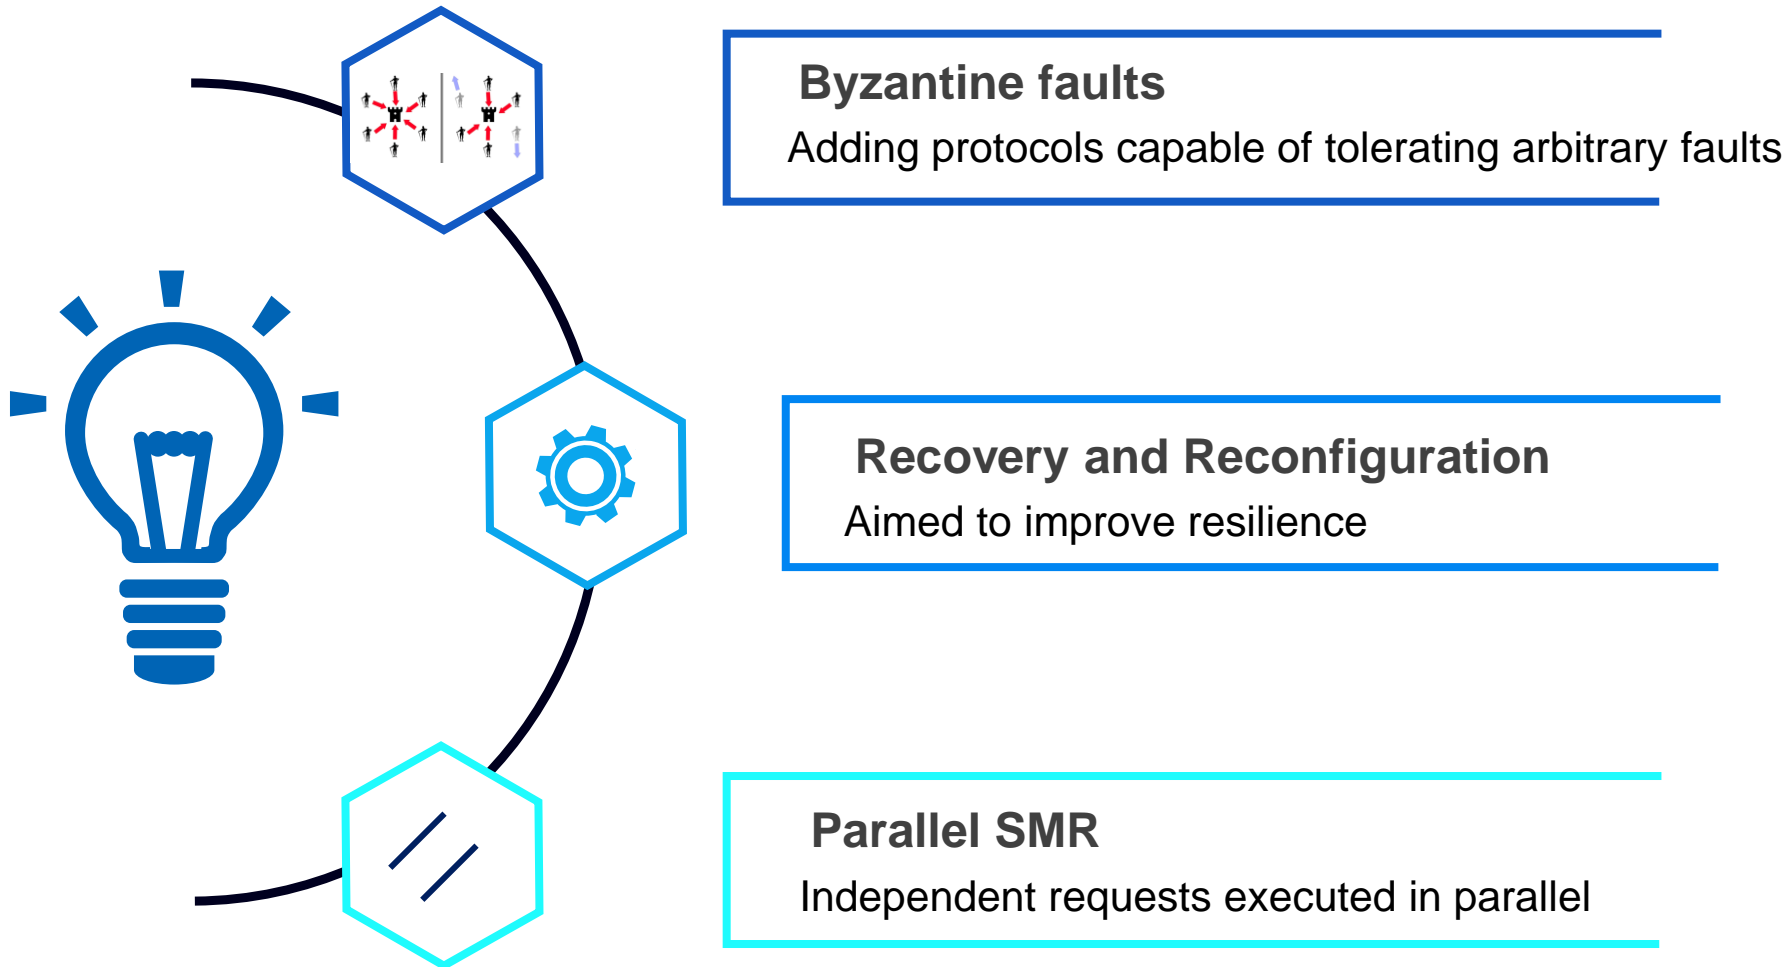 Byzantine faults
Adding protocols capable of tolerating arbitrary faults
Recovery and Reconfiguration
Aimed to improve resilience
Parallel SMR
Independent requests executed in parallel